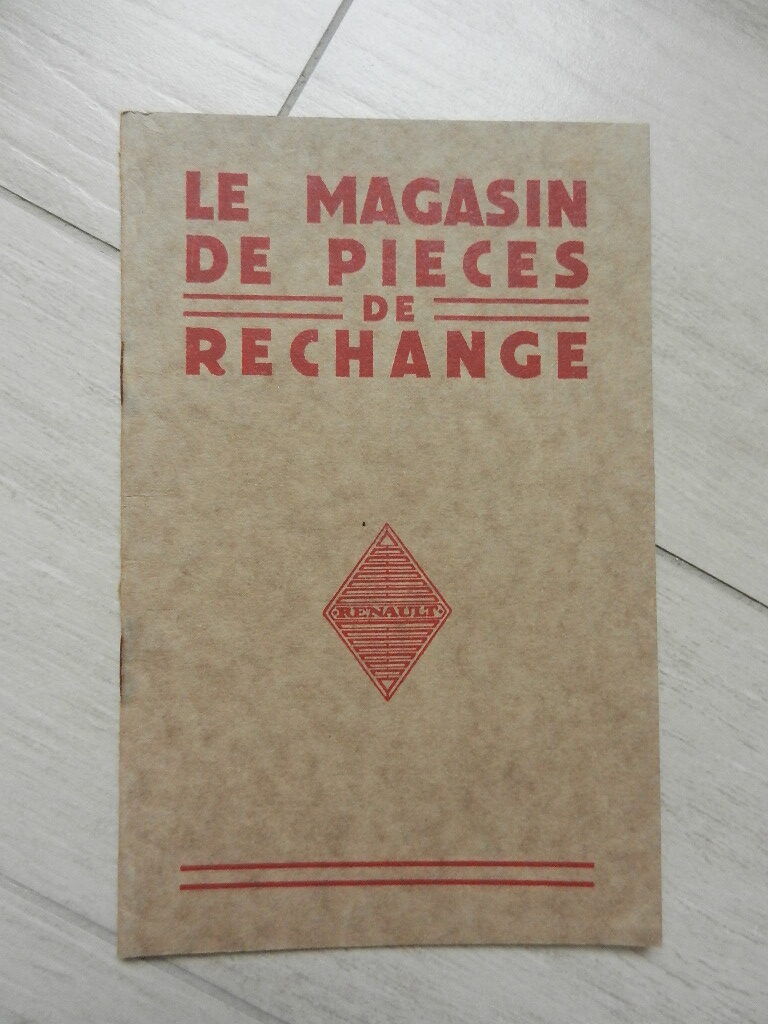 LE MAGASIN
DE PIECES
DE
RECHANGE
RENAULT